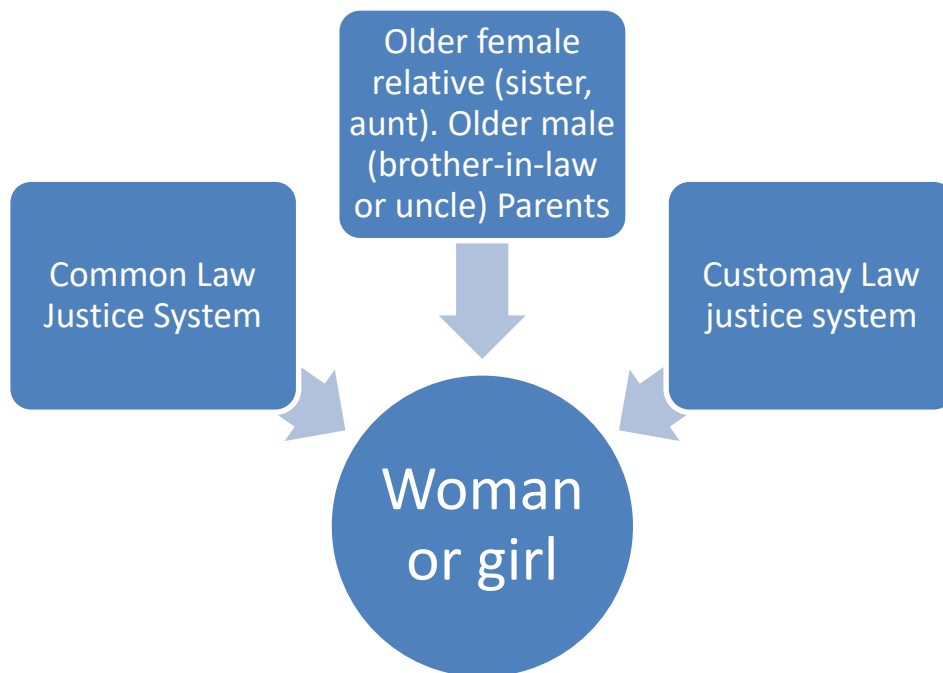 Older female
relative (sister,
aunt). Older male
(brother-in-law
or uncle) Parents
Common Law
Justice System
Customay Law
justice system
Woman
or girl